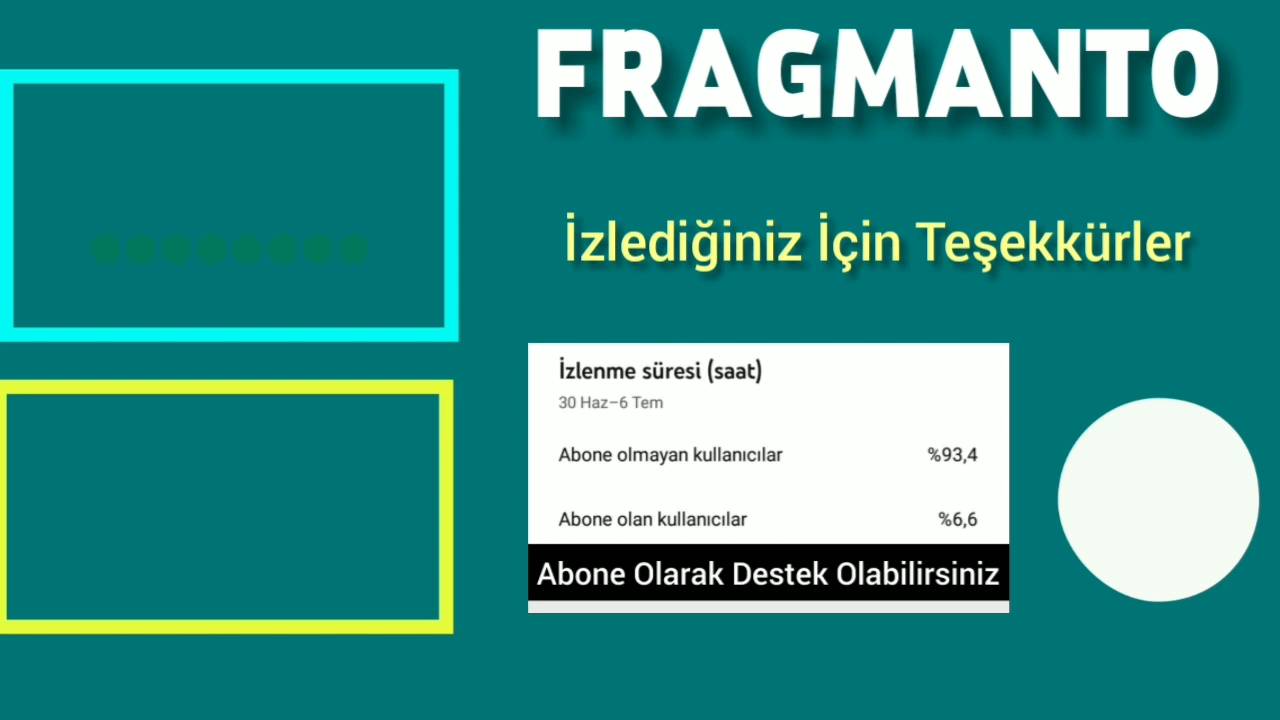 FRAGMANTO
İzlediğiniz İçin Teşekkürler
İzlenme süresi (saat)
30 Haz–6 Tem
Abone olmayan kullanıcılar %93,4
Abone olan kullanıcılar %6,6
Abone Olarak Destek Olabilirsiniz